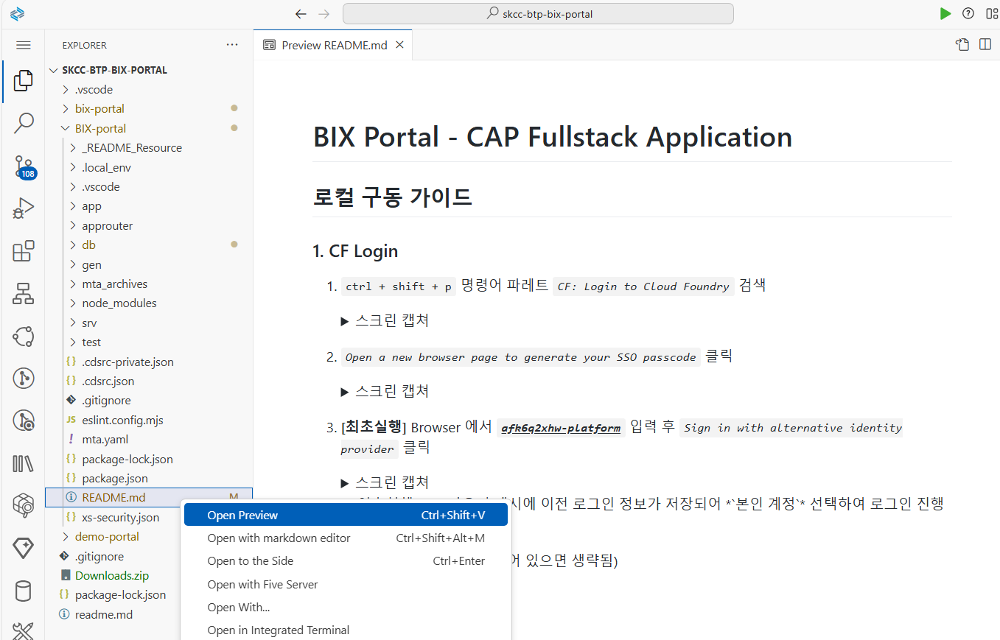 skcc-btp-bix-portal
EXPLORER
Preview README.md
SKCC-BTP-BIX-PORTAL
.vscode
bix-portal
BIX-portal
_README_Resource
.local_env
.vscode
app
approuter
db
gen
mta_archives
node_modules
srv
test
.cdsrc-private.json
.cdsrc.json
.gitignore
JS eslint.config.mjs
! mta.yaml
package-lock.json
package.json
README.md M
xs-security.json
demo-portal
.gitignore
Downloads.zip
package-lock.json
readme.md
108
BIX Portal - CAP Fullstack Application
로컬 구동 가이드
1. CF Login
1. ctrl + shift + p 명령어 파레트 CF: Login to Cloud Foundry 검색
▶ 스크린 캡쳐
2. Open a new browser page to generate your SSO passcode 클릭
▶ 스크린 캡쳐
3. [최초실행] Browser 에서 afk6q2xhw-platform 입력 후 Sign in with alternative identity
provider 클릭
▶ 스크린 캡쳐
시에 이전 로그인 정보가 저장되어 *`본인 계정`* 선택하여 로그인 진행
어 있으면 생략됨)
Open Preview Ctrl+Shift+V
Open with markdown editor Ctrl+Shift+Alt+M
Open to the Side Ctrl+Enter
Open with Five Server
Open With...
Open in Integrated Terminal